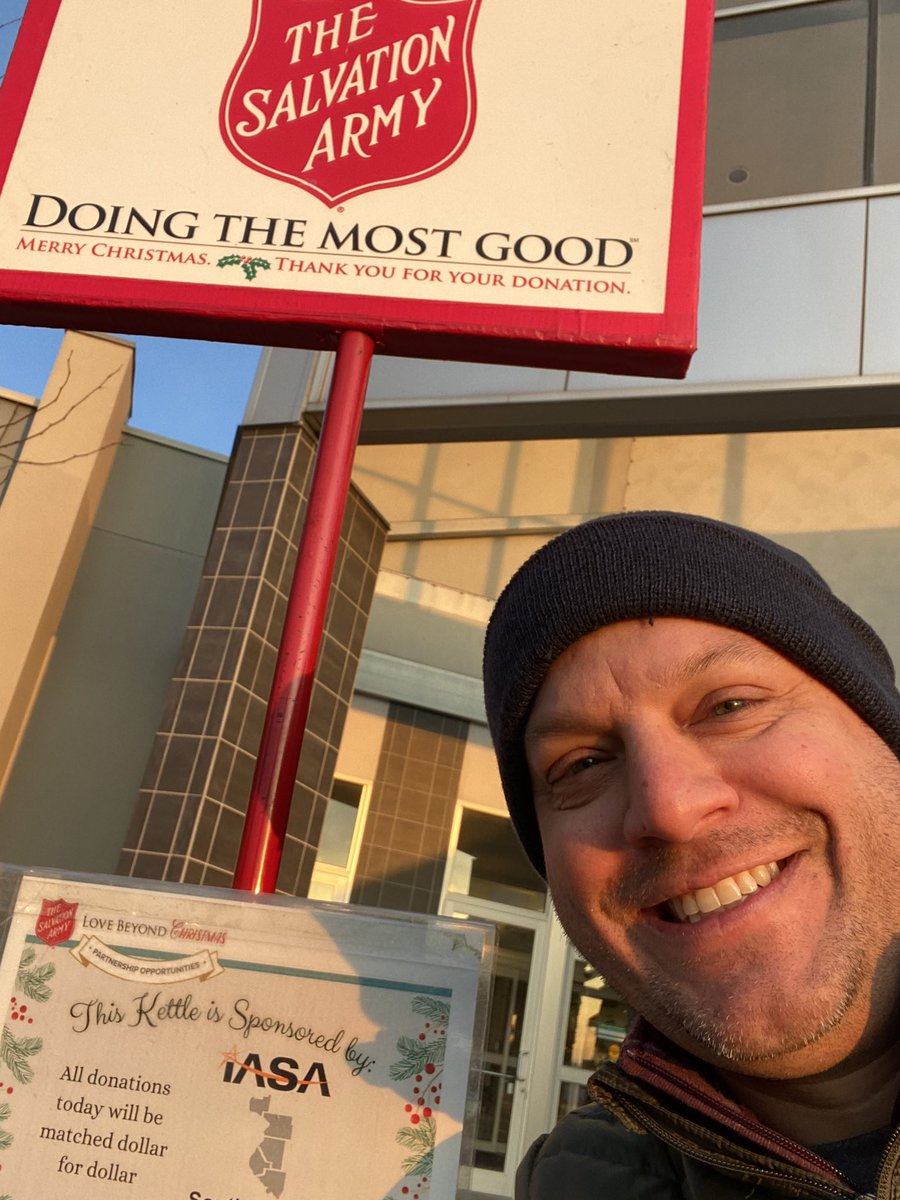 THE
SALVATION
ARMY
DOING THE MOST GOOD℠
MERRY CHRISTMAS. THANK YOU FOR YOUR DONATION.
THE
SALVATION
ARMY
LOVE BEYOND CHRISTMAS
PARTNERSHIP OPPORTUNITIES
This Kettle is Sponsored by:
IASA
All donations
today will be
matched dollar
for dollar